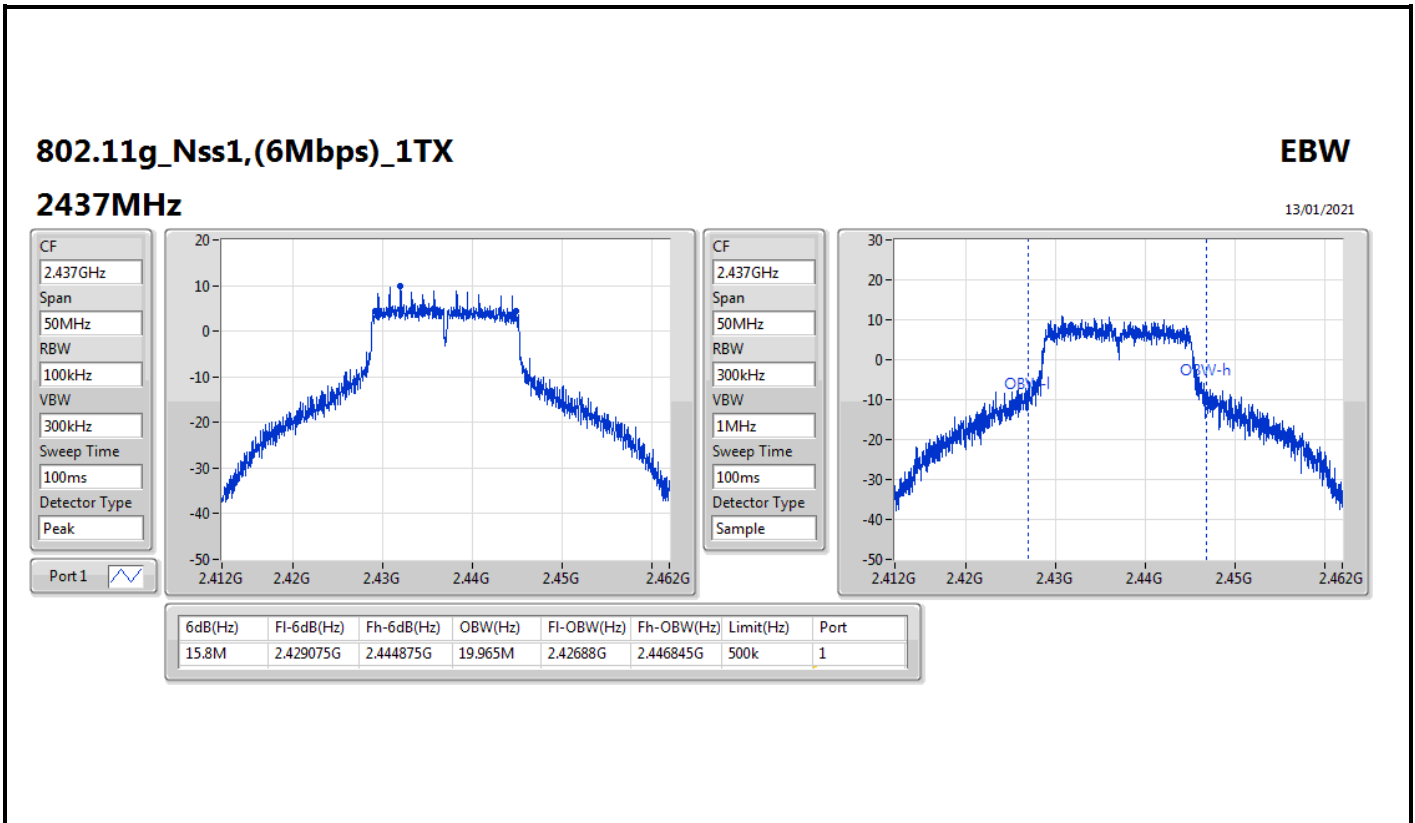 802.11g_Nss1,(6Mbps)_1TX
EBW
2437MHz
13/01/2021
CF
2.437GHz
Span
50MHz
RBW
100kHz
VBW
300kHz
Sweep Time
100ms
Detector Type
Peak
Port 1
20
10
0
-10
-20
-30
-40
-50
2.412G 2.42G 2.43G 2.44G 2.45G 2.462G
CF
2.437GHz
Span
50MHz
RBW
300kHz
VBW
1MHz
Sweep Time
100ms
Detector Type
Sample
30
20
10
0
-10
-20
-30
-40
-50
OBW-l
OBW-h
2.412G 2.42G 2.43G 2.44G 2.45G 2.462G
6dB(Hz) Fl-6dB(Hz) Fh-6dB(Hz) OBW(Hz) Fl-OBW(Hz) Fh-OBW(Hz) Limit(Hz) Port
15.8M 2.429075G 2.444875G 19.965M 2.42688G 2.446845G 500k 1